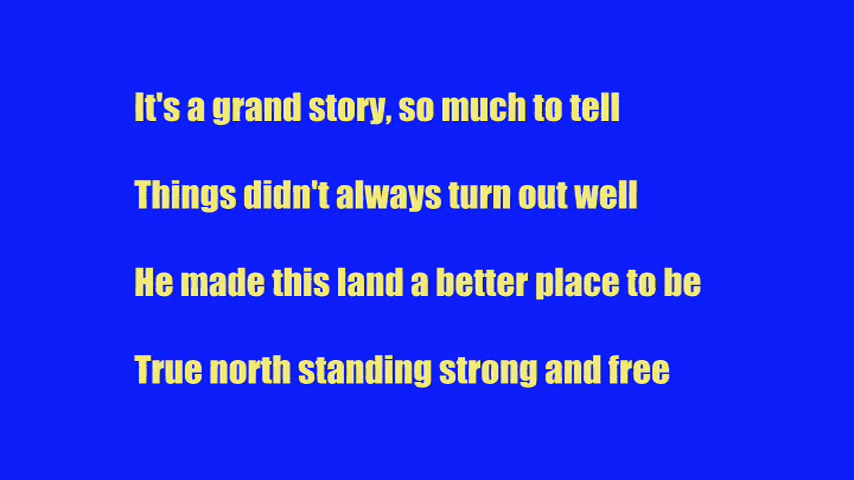 It's a grand story, so much to tell
Things didn't always turn out well
He made this land a better place to be
True north standing strong and free